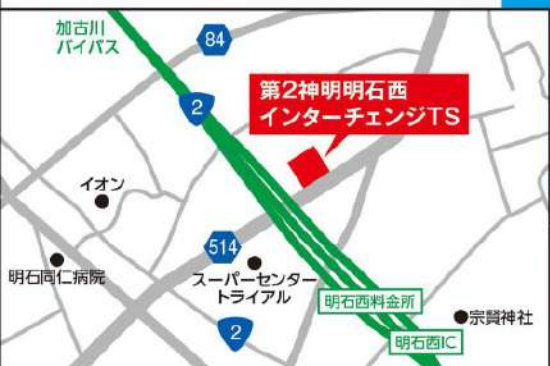 加古川
バイパス
84
2
第2神明明石西
インターチェンジTS
イオン
514
明石同仁病院
スーパーセンター
トライアル
明石西料金所
2
宗賢神社
明石西IC